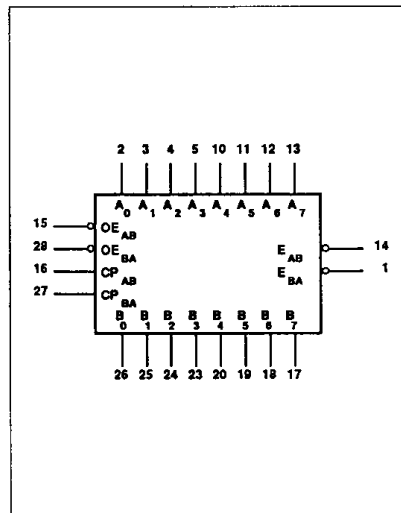 2 3 4 5 10 11 12 13
A0 A1 A2 A3 A4 A5 A6 A7
15 OEAB
28 OEBA EAB 14
16 CPAB EBA 1
27 CPBA
B0 B1 B2 B3 B4 B5 B6 B7
26 25 24 23 20 19 18 17